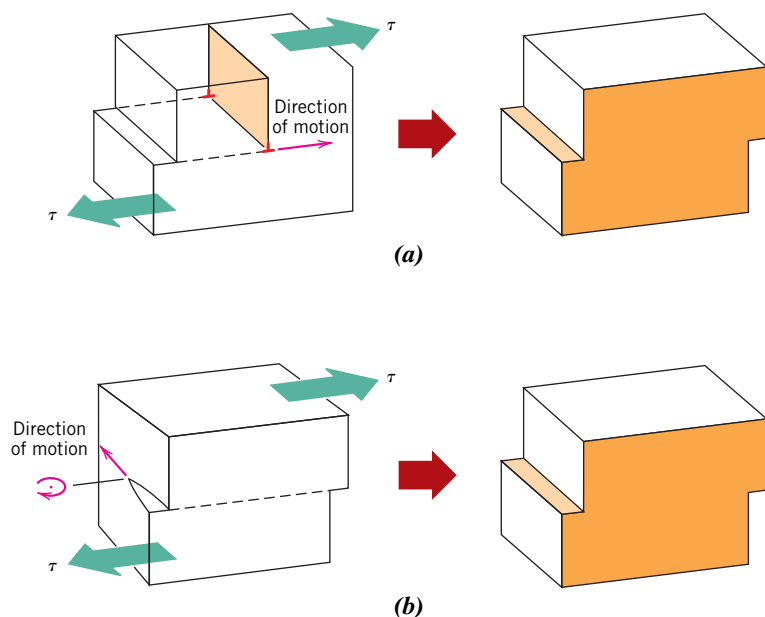 τ
Direction
of motion
τ
(a)
τ
Direction
of motion
τ
(b)